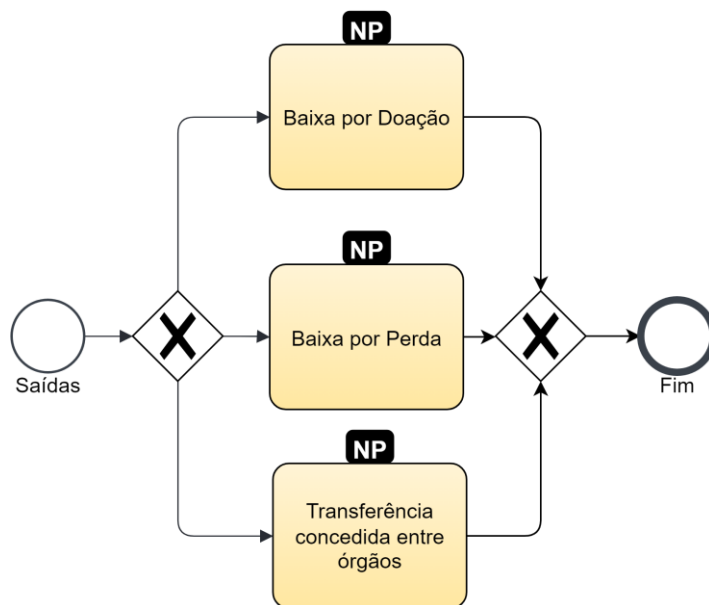 NP
Baixa por Doação
NP
Baixa por Perda
Saídas
Fim
NP
Transferência
concedida entre
órgãos